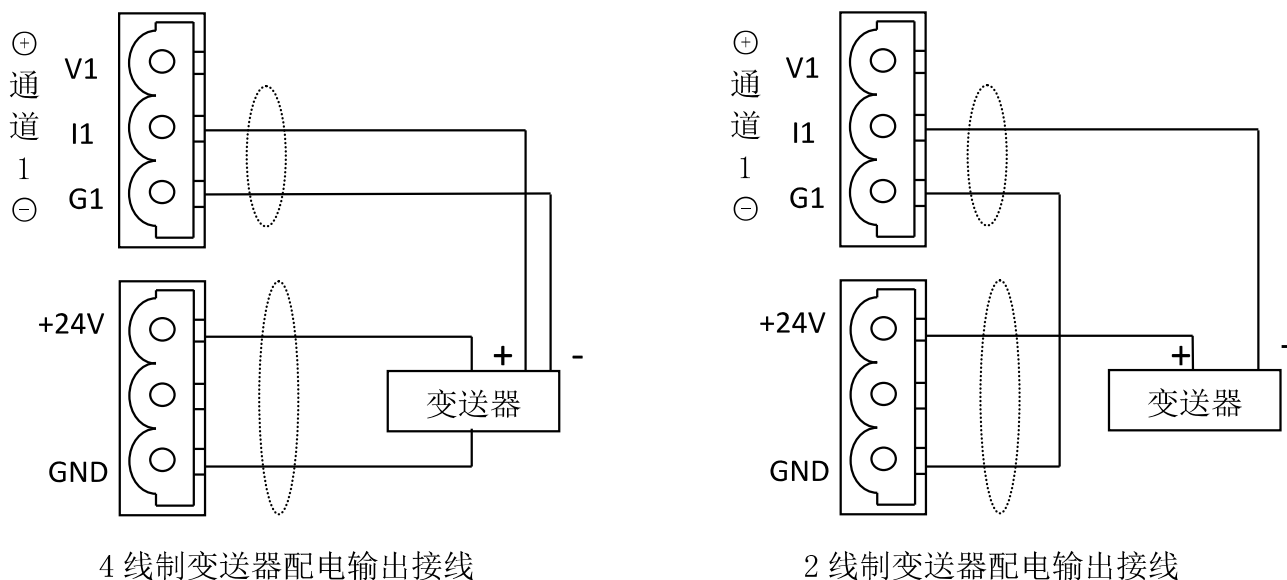 ⊕
通
道
1
⊖
V1
I1
G1
+24V
GND
+
-
变送器
4 线制变送器配电输出接线
⊕
通
道
1
⊖
V1
I1
G1
+24V
GND
+
-
变送器
2 线制变送器配电输出接线